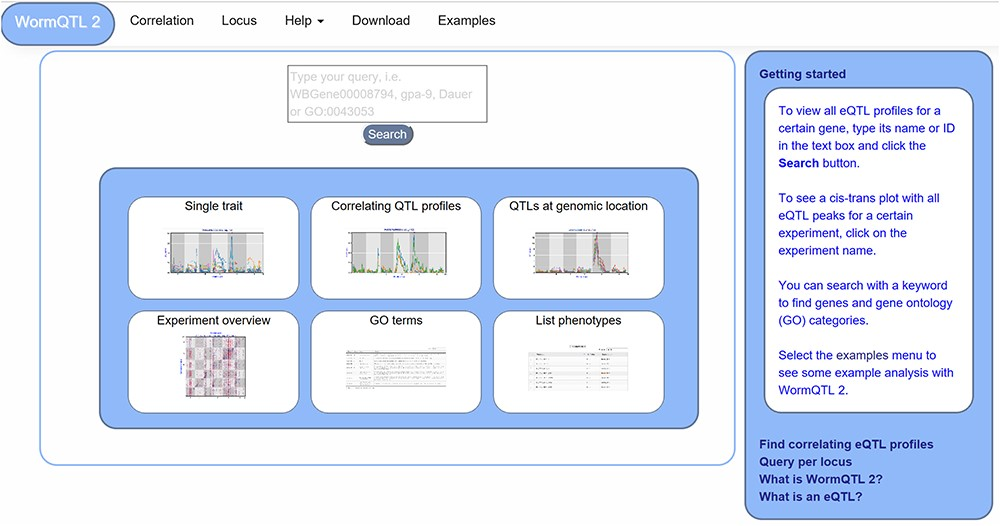 WormQTL 2
Correlation
Locus
Help
Download
Examples
Type your query, i.e.
WBGene00008794, gpa-9, Dauer
or GO:0043053
Search
Single trait
Correlating QTL profiles
QTLs at genomic location
Experiment overview
GO terms
List phenotypes
Getting started
To view all eQTL profiles for a
certain gene, type its name or ID
in the text box and click the
Search button.
To see a cis-trans plot with all
eQTL peaks for a certain
experiment, click on the
experiment name.
You can search with a keyword
to find genes and gene ontology
(GO) categories.
Select the examples menu to
see some example analysis with
WormQTL 2.
Find correlating eQTL profiles
Query per locus
What is WormQTL 2?
What is an eQTL?